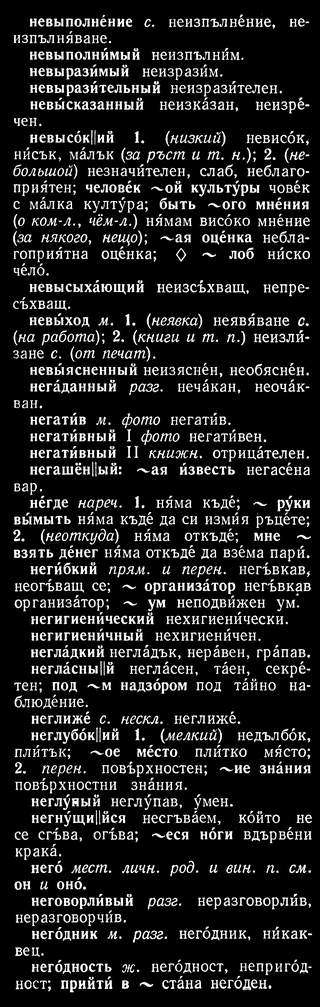 невыполне́ние с. неизпълне́ние, не-
изпълня́ване.
невыполни́мый неизпълни́м.
невырази́мый неизрази́м.
невырази́тельный неизрази́телен.
невы́сказанный неизка́зан, неизре́-
чен.
невысо́к||ий 1. (низкий) невисо́к,
ни́сък, ма́лък (за ръст и т. н.); 2. (не-
большой) незначи́телен, слаб, неблаго-
прия́тен; челове́к ~ой культу́ры чове́к
с ма́лка култу́ра; быть ~ого мне́ния
(о ком-л., чём-л.) ня́мам висо́ко мне́ние
(за някого, нещо); ~ая оце́нка небла-
гоприя́тна оце́нка; ◊ ~ лоб ни́ско
че́ло́.
невысыха́ющий неизсъ́хващ, непре-
съ́хващ.
невы́ход м. 1. (неявка) неявя́ване с.
(на работа); 2. (книги и т. п.) неизли́-
зане с. (от печат).
невы́ясненный неизя́снен, необя́снен.
нега́данный разг. неча́кан, неоча́к-
ван.
негати́в м. фото негати́в.
негати́вный I фото негати́вен.
негати́вный II книжн. отрица́телен.
негашён||ый: ~ая и́звесть негасе́на
вар.
не́где нареч. 1. ня́ма къде́; ~ ру́ки
вы́мыть ня́ма къде́ да си изми́я ръце́те;
2. (неоткуда) ня́ма откъде́; мне ~
взять де́нег ня́ма откъде́ да взе́ма пари́.
неги́бкий прям. и перен. негъ́вкав,
неогъ́ващ се; ~ организа́тор негъ́вкав
организа́тор; ~ ум неподви́жен ум.
негигиени́ческий нехигиени́чески.
негигиени́чный нехигиени́чен.
негла́дкий негла́дък, нера́вен, гра́пав.
негла́сны||й негла́сен, та́ен, секре́-
тен; под ~м надзо́ром под та́йно на-
блюде́ние.
неглиже́ с. нескл. неглиже́.
неглубо́к||ий 1. (мелкий) недълбо́к,
пли́тък; ~ое ме́сто пли́тко мя́сто;
2. перен. повъ́рхностен; ~ие зна́ния
повъ́рхностни зна́ния.
неглу́пый неглу́пав, у́мен.
негну́щи||йся несгъ́ваем, ко́йто не
се сгъ́ва, огъ́ва; ~еся но́ги вдърве́ни
крака́.
него́ мест. личн. род. и вин. п. см.
он и оно́.
неговорли́вый разг. неразговорли́в,
неразговорчи́в.
него́дник м. разг. него́дник, ника́к-
вец.
него́дность ж. него́дност, неприго́д-
ност; прийти́ в ~ ста́на него́ден.